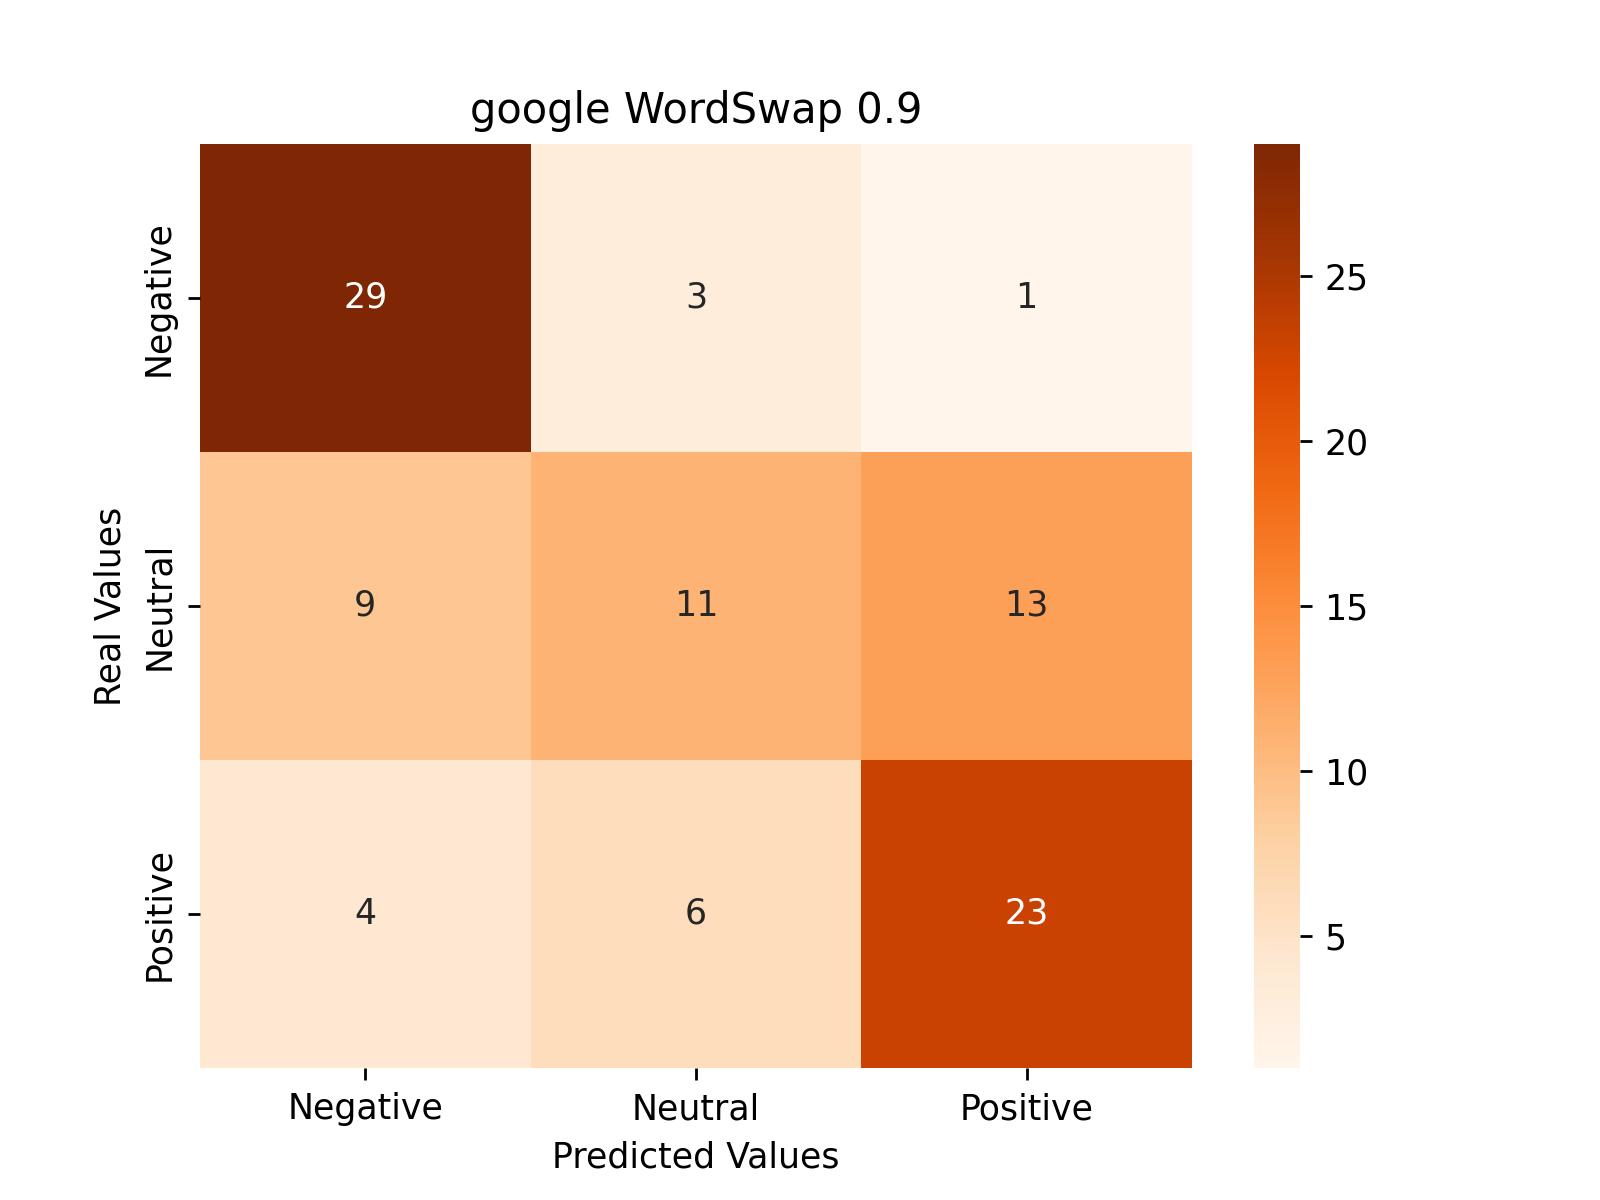 google WordSwap 0.9
Real Values
Negative
29
3
1
Neutral
9
11
13
Positive
4
6
23
Negative
Neutral
Positive
Predicted Values
25
20
15
10
5